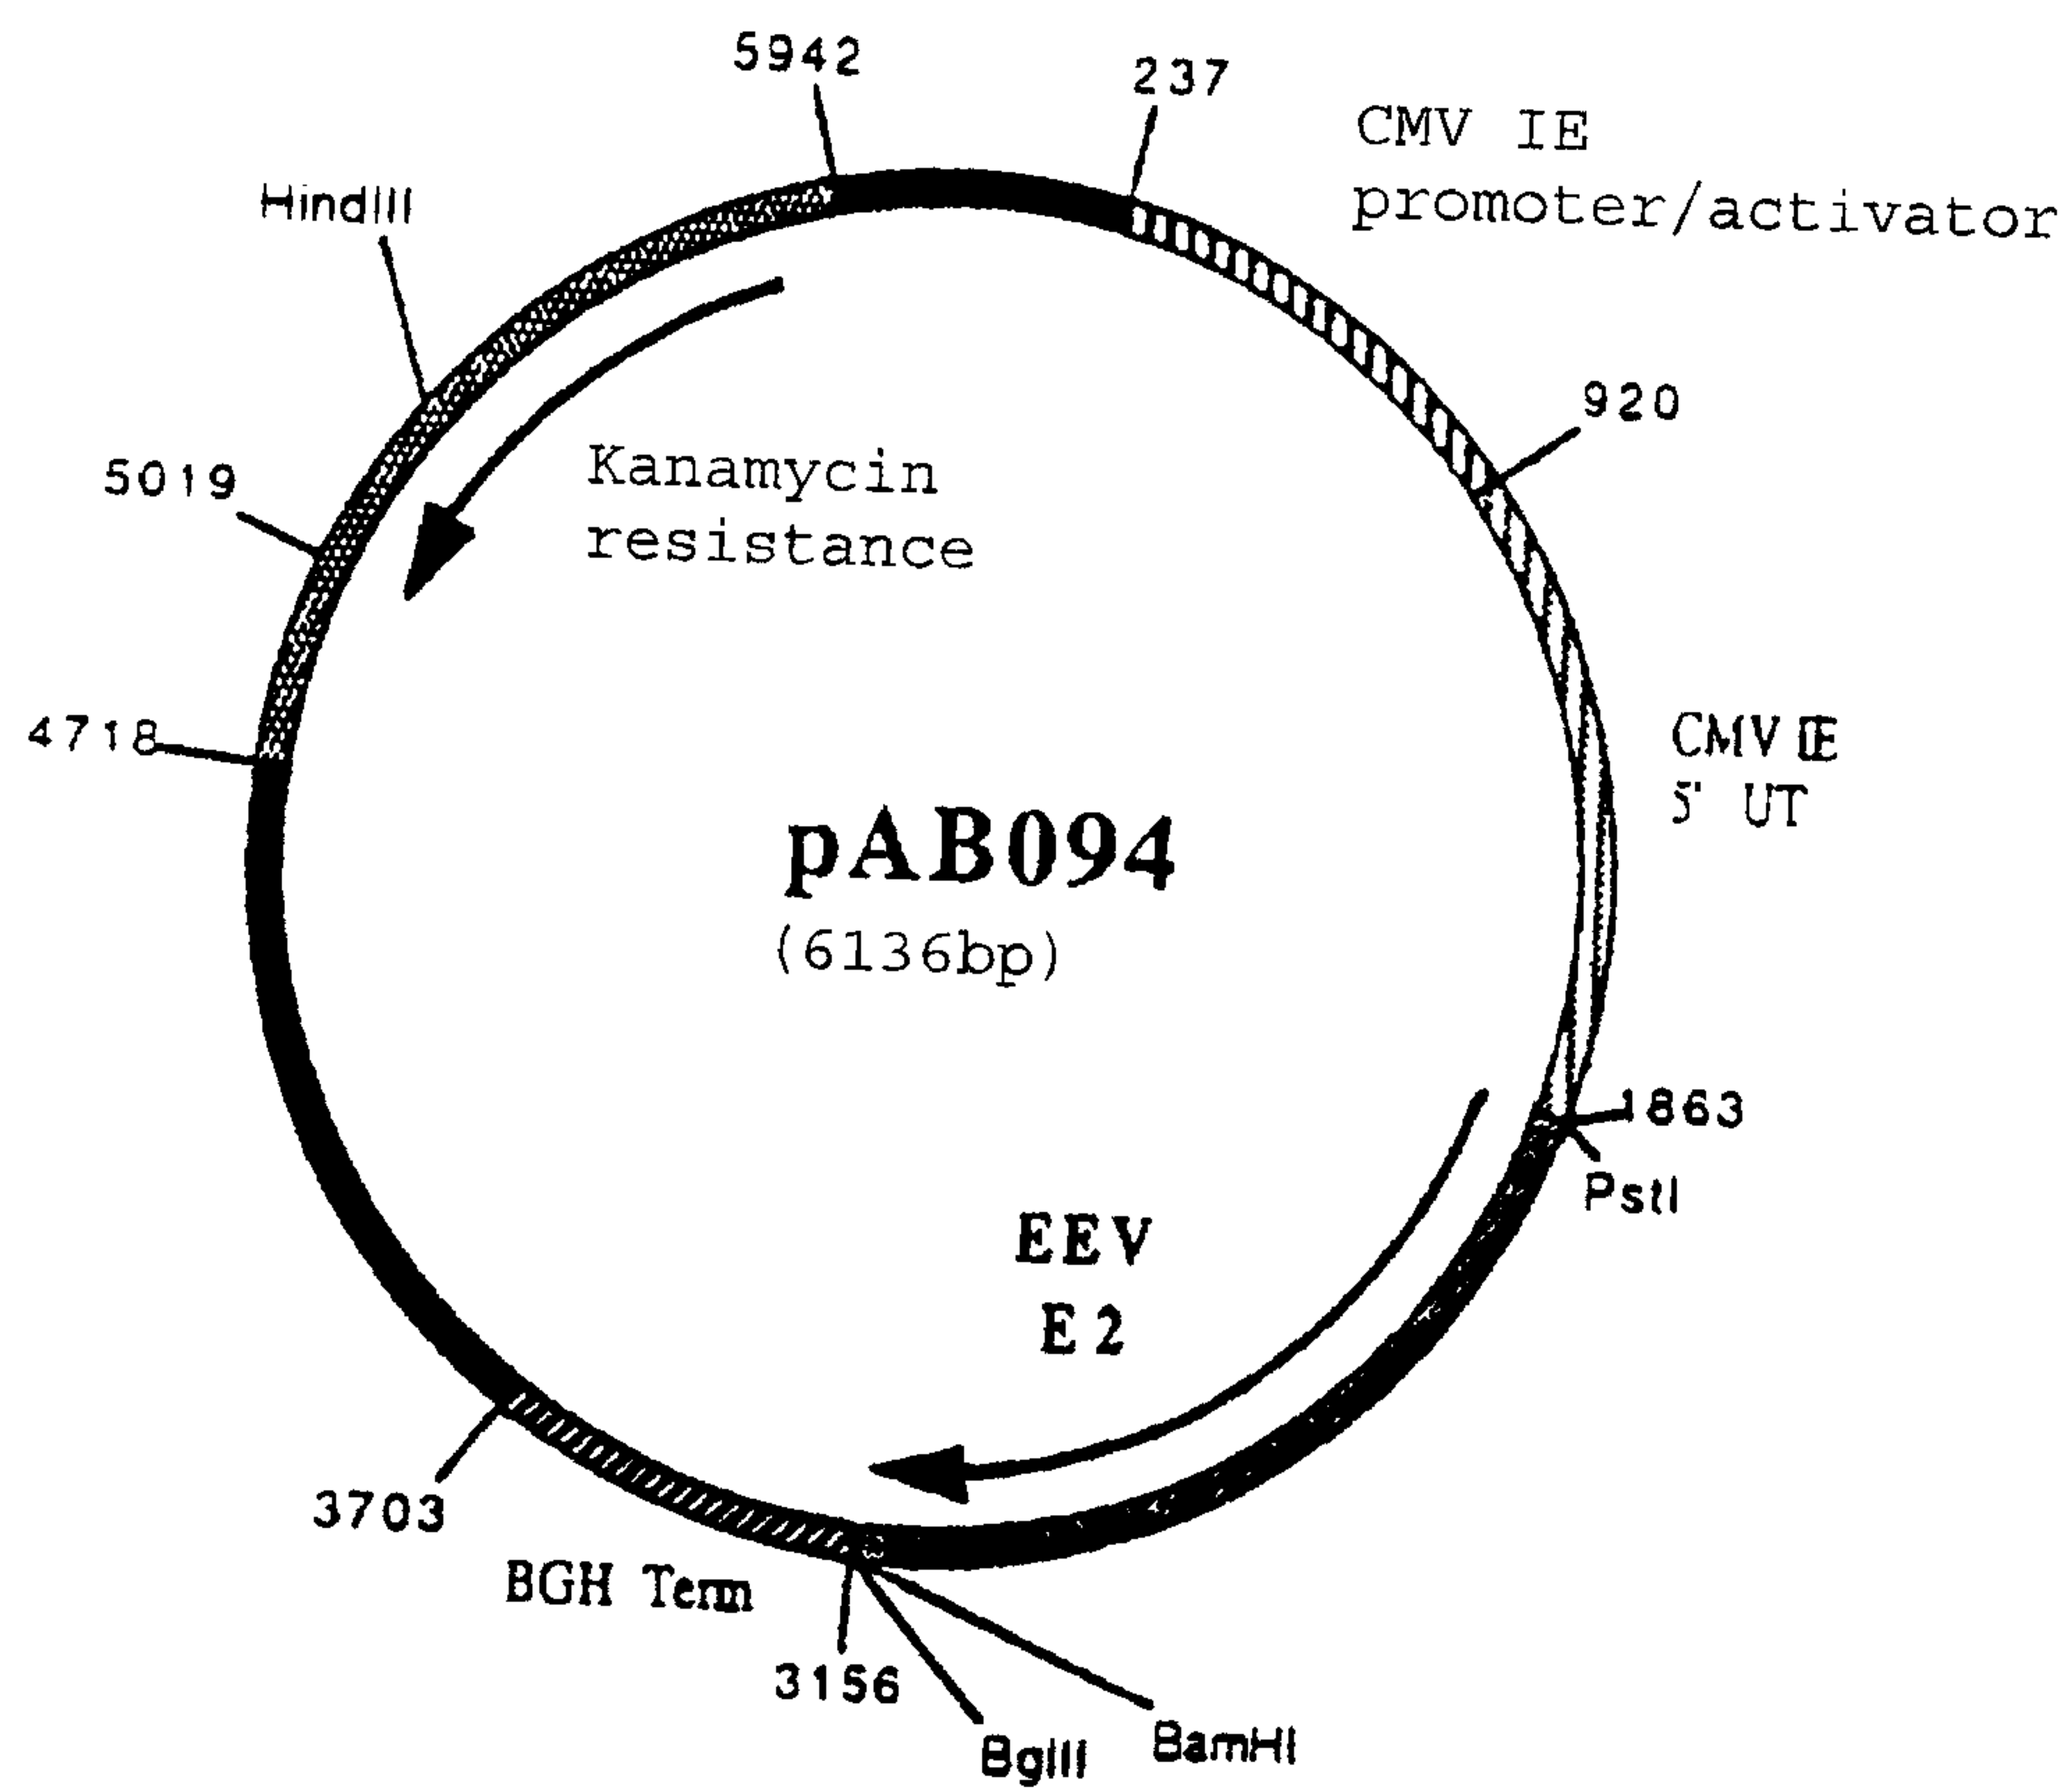 5942
237
CMV IE
promoter/activator
HindIII
920
Kanamycin
resistance
5019
4718
CMV IE
5' UT
pAB094
(6136bp)
1863
PstI
EEV
E2
3703
BGH Term
3156
BglII
BamHI